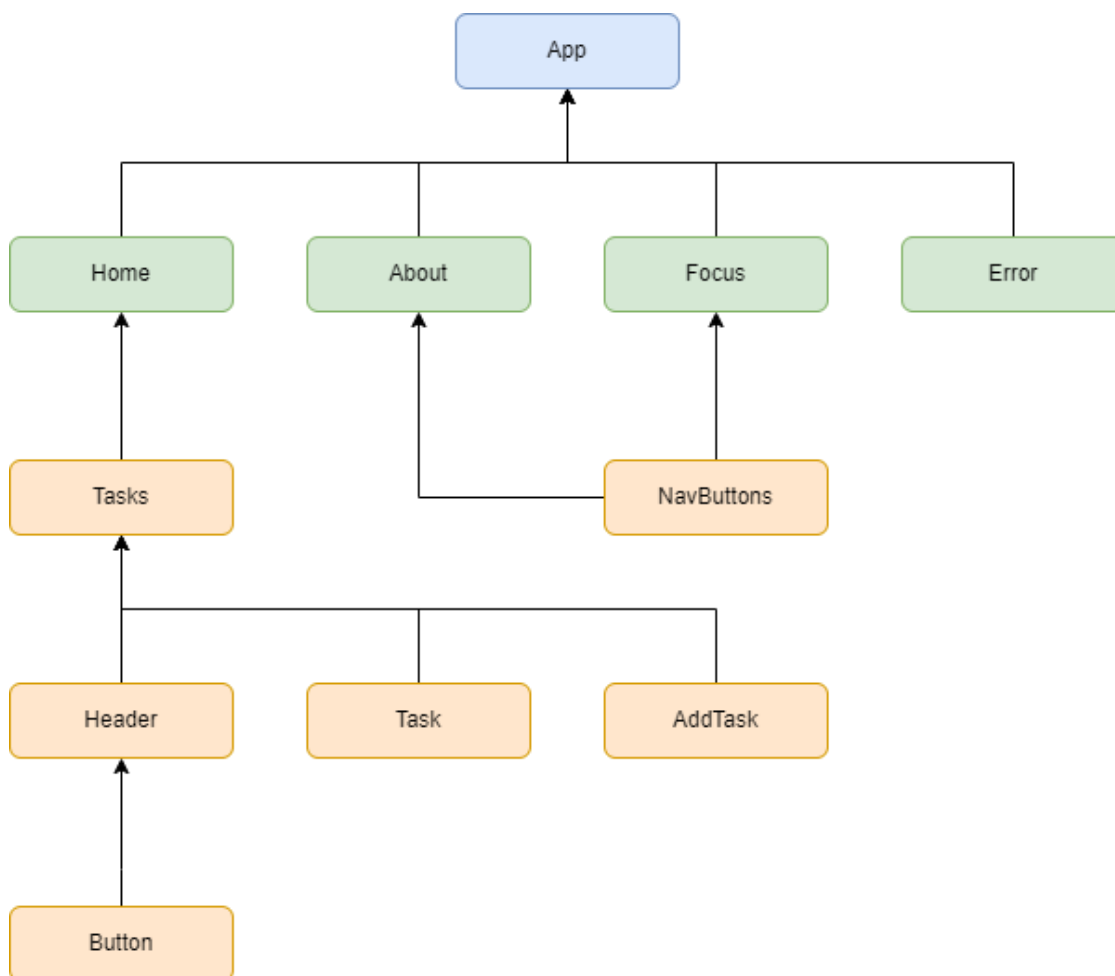 App
Home
About
Focus
Error
Tasks
NavButtons
Header
Task
AddTask
Button